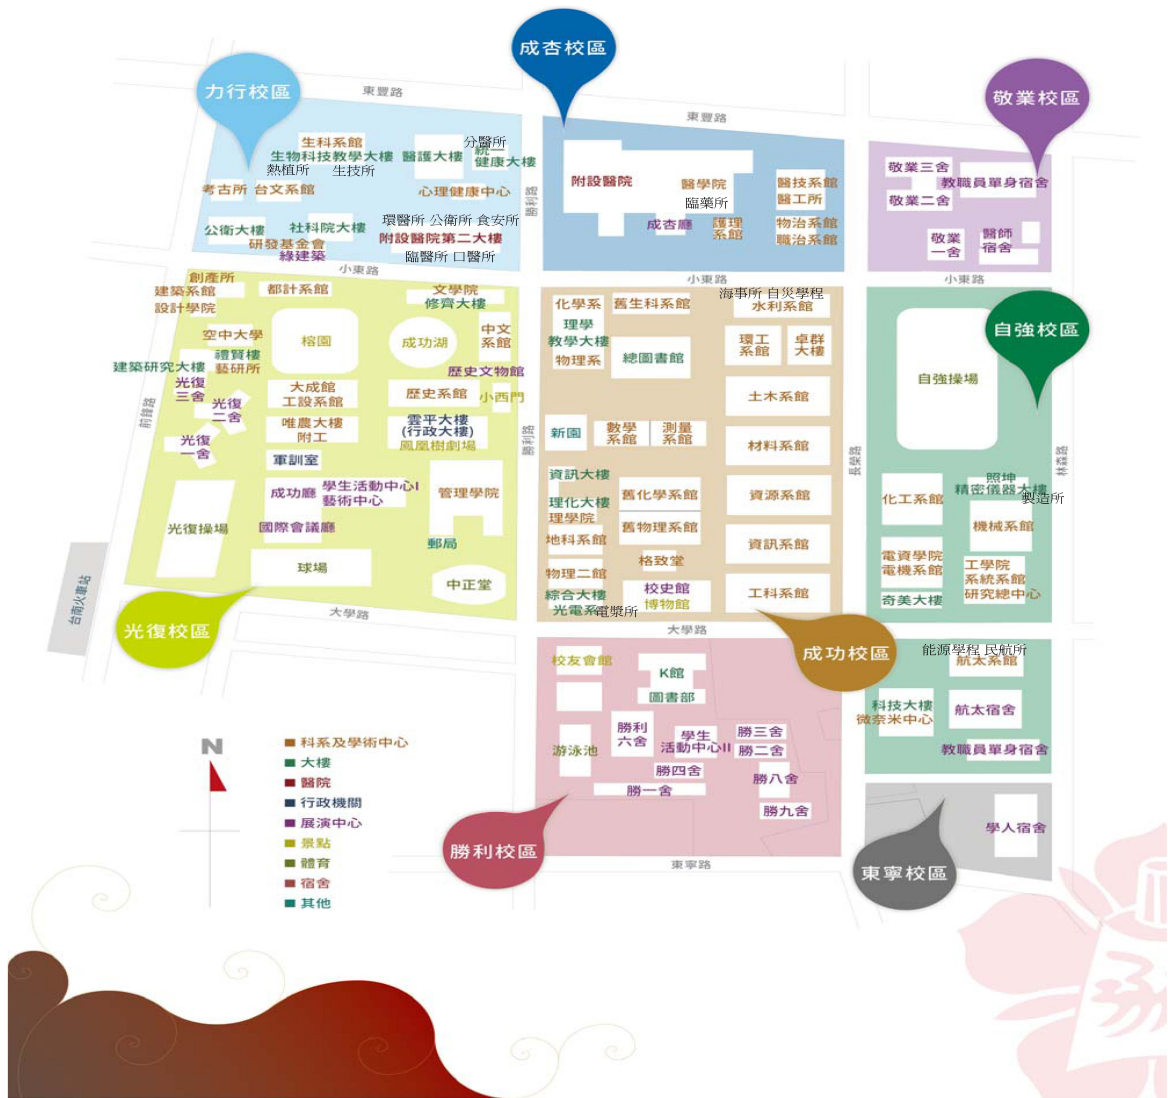 成杏校區
力行校區
敬業校區
東豐路
東豐路
生科系館
生物科技教學大樓
熱植所
生技所
醫護大樓
分醫所
統一
健康大樓
考古所
台文系館
心理健康中心
公衛大樓
社科院大樓
研發基金會
綠建築
環醫所 公衛所 食安所
附設醫院第二大樓
臨醫所 口醫所
勝利路
附設醫院
醫學院
臨藥所
成杏廳
護理
系館
醫技系館
醫工所
物治系館
職治系館
敬業三舍
教職員單身宿舍
敬業二舍
敬業
一舍
醫師
宿舍
小東路
小東路
小東路
創產所
建築系館
設計學院
都計系館
文學院
修齊大樓
空中大學
榕園
成功湖
中文
系館
禮賢樓
藝研所
建築研究大樓
光復
三舍
歷史文物館
大成館
工設系館
歷史系館
小西門
光復
二舍
唯農大樓
附工
雲平大樓
(行政大樓)
鳳凰樹劇場
光復
一舍
軍訓室
前鋒路
勝利路
成功廳
學生活動中心I
藝術中心
管理學院
光復操場
國際會議廳
郵局
球場
中正堂
台南火車站
大學路
光復校區
化學系
舊生科系館
海事所 自災學程
水利系館
理學
教學大樓
物理系
總圖書館
環工
系館
卓群
大樓
土木系館
新園
數學
系館
測量
系館
材料系館
長榮路
資訊大樓
理化大樓
理學院
舊化學系館
資源系館
地科系館
舊物理系館
資訊系館
格致堂
物理二館
綜合大樓
光電系
電漿所
校史館
博物館
工科系館
大學路
成功校區
自強校區
自強操場
林森路
照坤
精密儀器大樓
製造所
化工系館
機械系館
電資學院
電機系館
工學院
系統系館
研究總中心
奇美大樓
能源學程 民航所
航太系館
科技大樓
微奈米中心
航太宿舍
教職員單身宿舍
校友會館
K館
圖書部
游泳池
勝利
六舍
學生
活動中心II
勝三舍
勝二舍
勝四舍
勝八舍
勝一舍
勝九舍
勝利校區
東寧路
東寧校區
學人宿舍
N
科系及學術中心
大樓
醫院
行政機關
展演中心
景點
體育
宿舍
其他